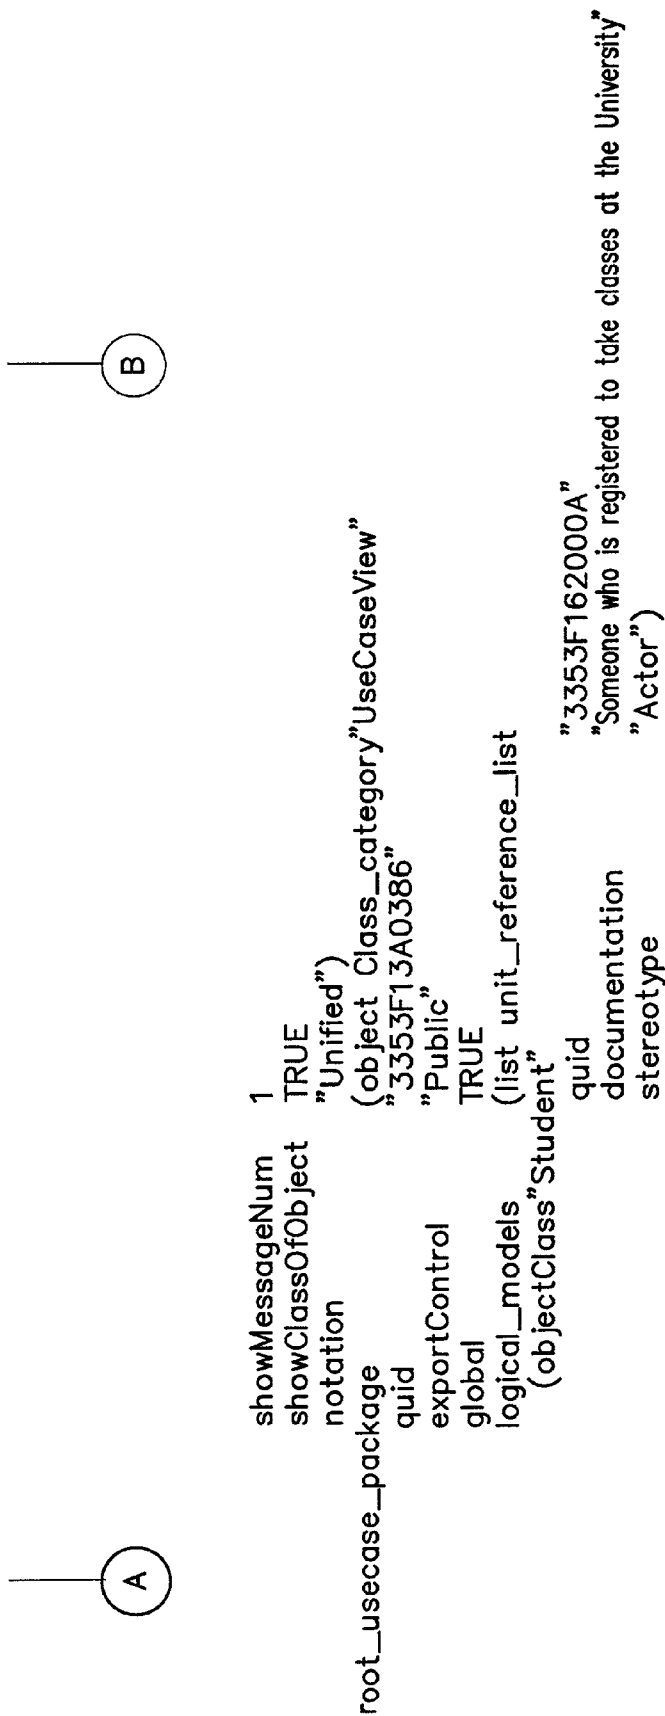 A
B
showMessageNum 1
showClassOfObject TRUE
notation "Unified")
root_usecase_package (object Class_category"UseCaseView"
quid "3353F13A0386"
exportControl "Public"
global TRUE
logical_models (list unit_reference_list
(objectClass"Student"
quid "3353F162000A"
documentation "Someone who is registered to take classes at the University"
stereotype "Actor")